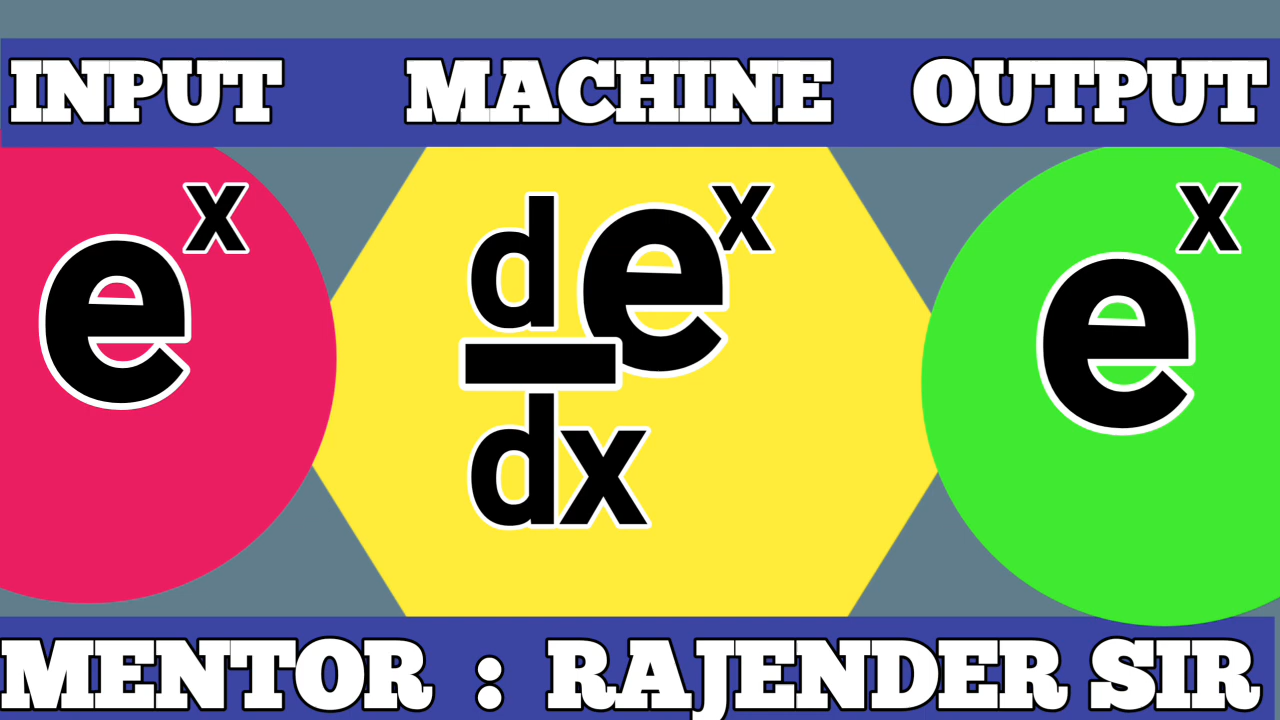 INPUT MACHINE OUTPUT
e^x d/dx e^x e^x
MENTOR : RAJENDER SIR